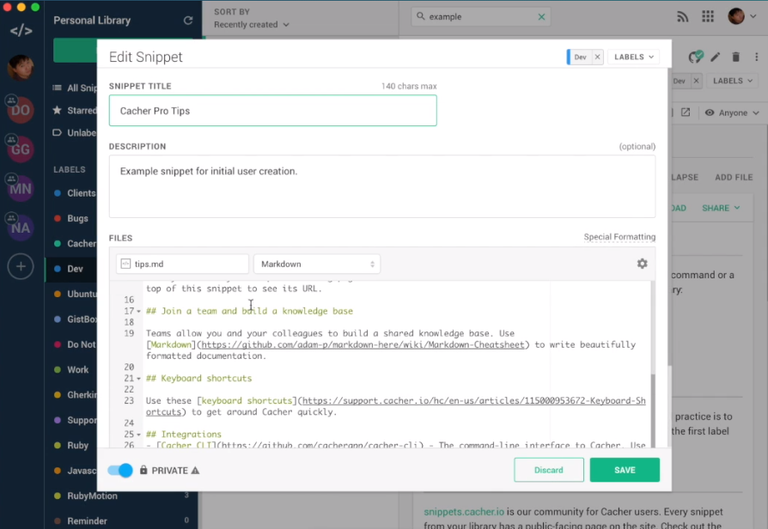 Personal Library
SORT BY
Recently created
example
Edit Snippet
Dev
LABELS
SNIPPET TITLE
140 chars max
Cacher Pro Tips
DESCRIPTION
(optional)
Example snippet for initial user creation.
FILES
Special Formatting
tips.md
Markdown
top of this snippet to see its URL.
16
17 ## Join a team and build a knowledge base
18
19 Teams allow you and your colleagues to build a shared knowledge base. Use
[Markdown](https://github.com/adam-p/markdown-here/wiki/Markdown-Cheatsheet) to write beautifully
formatted documentation.
20
21 ## Keyboard shortcuts
22
23 Use these [keyboard shortcuts](https://support.cacher.io/hc/en-us/articles/115000953672-Keyboard-Sh
ortcuts) to get around Cacher quickly.
24
25 ## Integrations
26 - [Cacher CLI](https://github.com/cacherapp/cacher-cli) - The command-line interface to Cacher. Use
PRIVATE
Discard
SAVE
</>
DO
GG
MN
NA
All Snip
Starred
Unlabe
LABELS
Clients
Bugs
Cacher
Dev
Ubuntu
GistBox
Do Not
Work
Gherkin
Suppor
Ruby
Javasc
RubyMotion
Reminder
Dev
LABELS
Anyone
LAPSE
ADD FILE
OAD
SHARE
command or a
ry:
practice is to
the first label
snippets.cacher.io is our community for Cacher users. Every snippet
from your library has a public-facing page on the site. Check out the